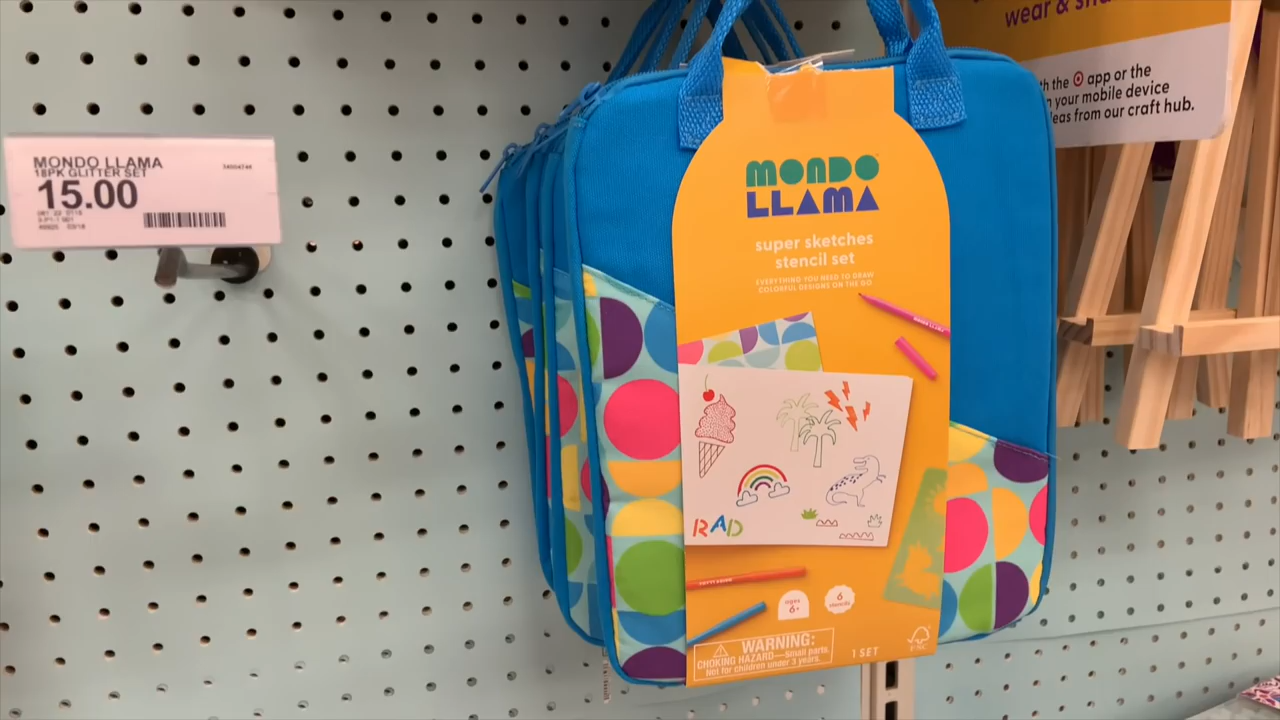 MONDO LLAMA
18PK GLITTER SET
15.00
wear &
th the app or the
n your mobile device
eas from our craft hub.
MONDO
LLAMA
super sketches
stencil set
EVERYTHING YOU NEED TO DRAW
COLORFUL DESIGNS ON THE GO
RAD
ages
6+
6
stencils
WARNING:
CHOKING HAZARD—Small parts.
Not for children under 3 years.
1 SET
FSC